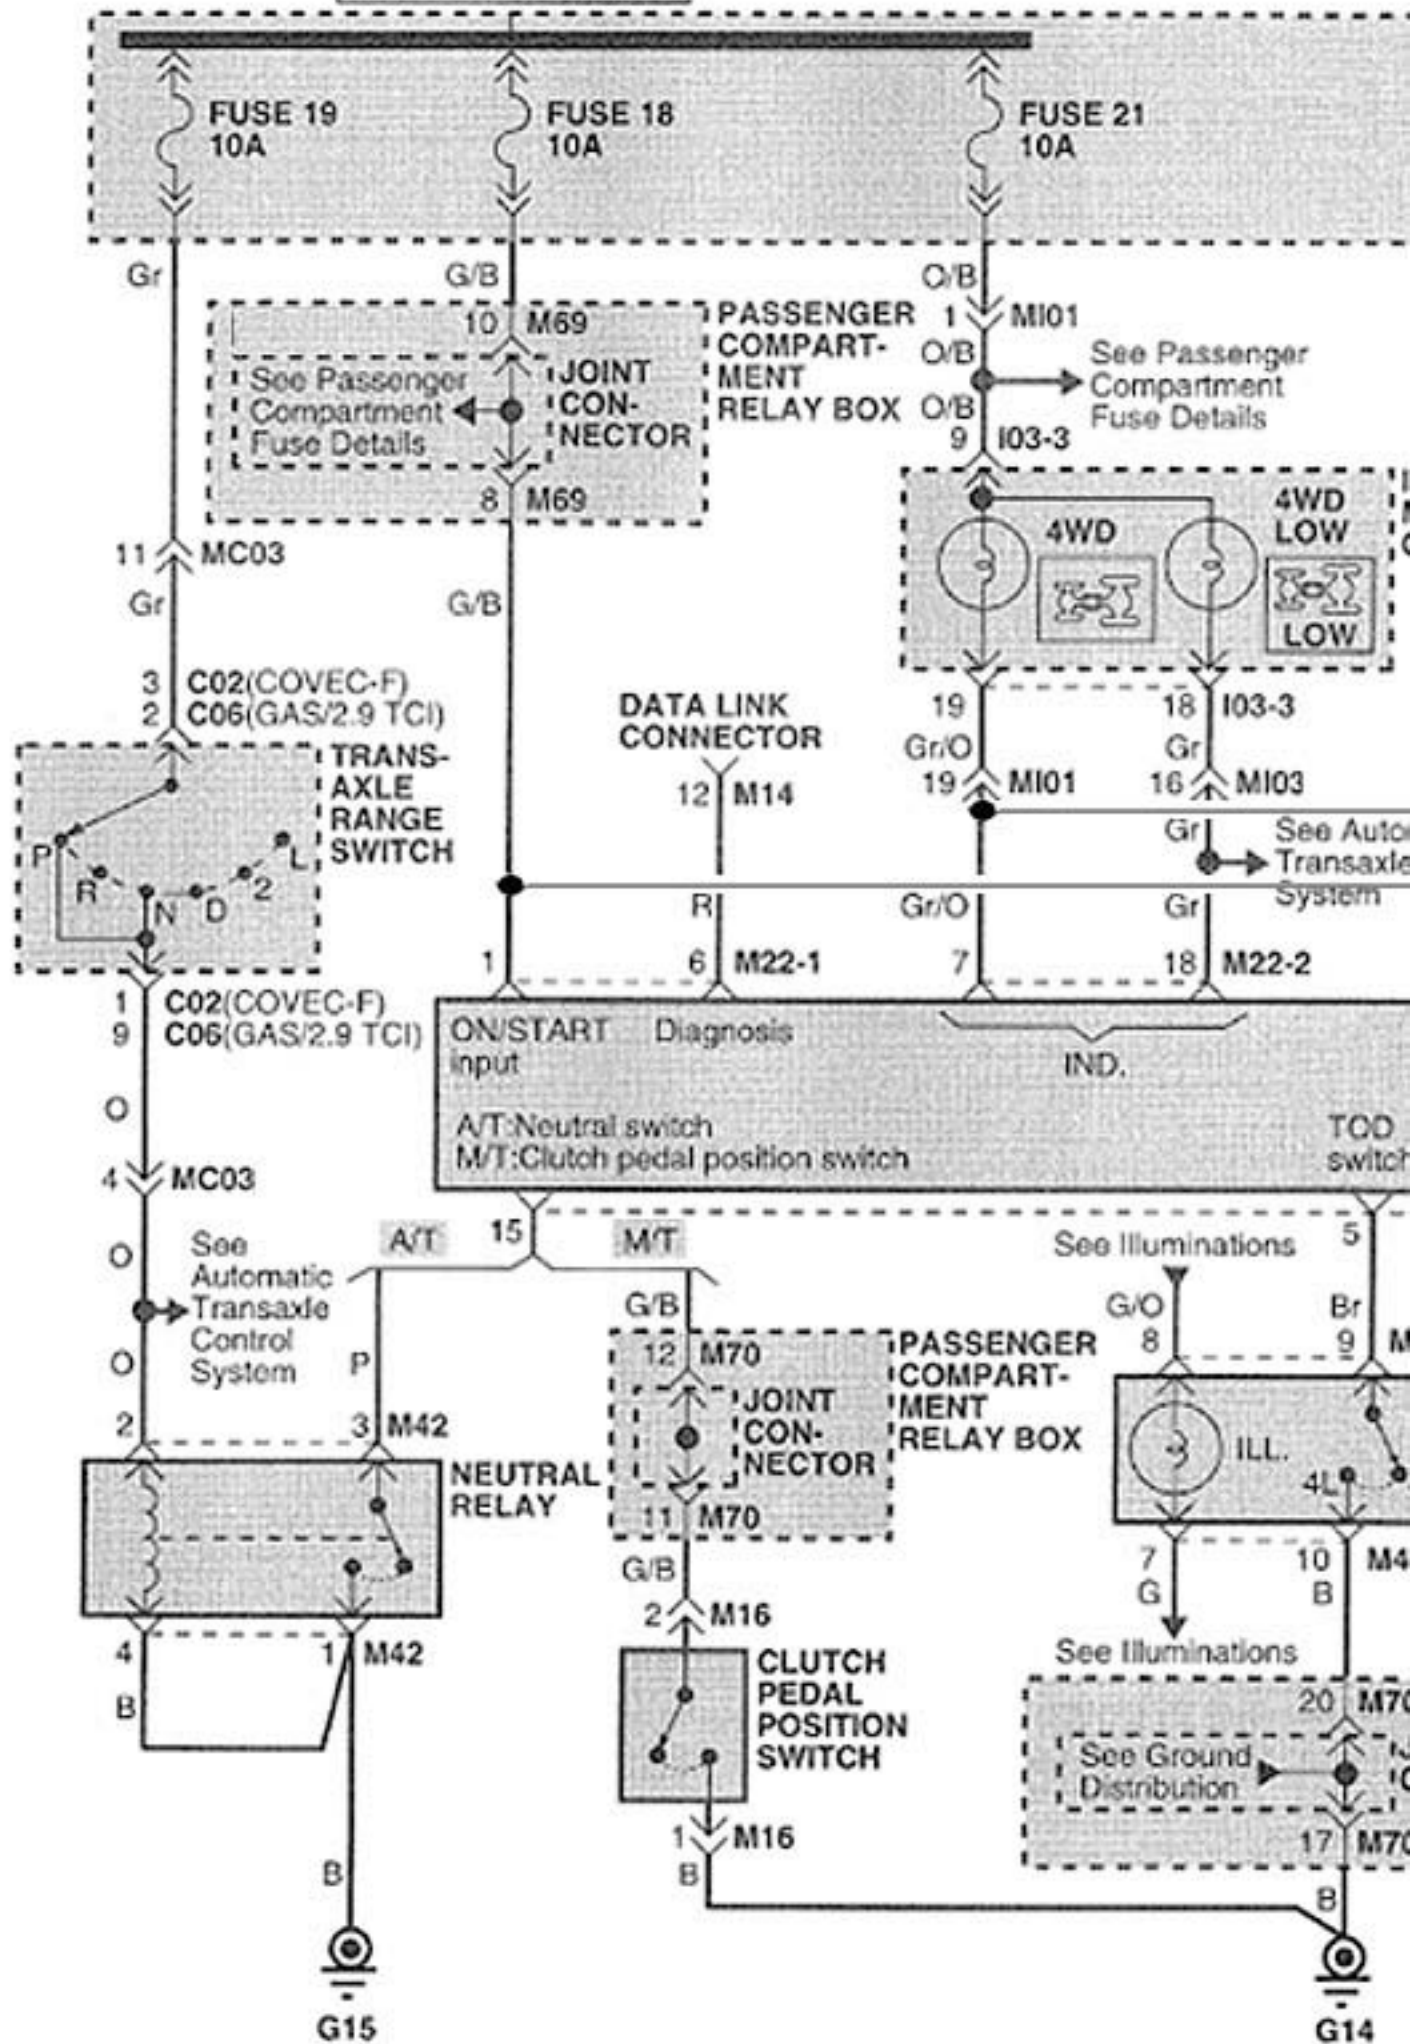 FUSE 19
10A
FUSE 18
10A
FUSE 21
10A
Gr
G/B
O/B
10 M69
PASSENGER
COMPART-
MENT
RELAY BOX
1 MI01
O/B
See Passenger
Compartment
Fuse Details
JOINT
CON-
NECTOR
O/B
See Passenger
Compartment
Fuse Details
9 I03-3
8 M69
4WD
4WD
LOW
LOW
11 MC03
Gr
G/B
3 C02(COVEC-F)
2 C06(GAS/2.9 TCI)
DATA LINK
CONNECTOR
19
18 I03-3
TRANS-
AXLE
RANGE
SWITCH
Gr/O
Gr
12 M14
19 MI01
16 MI03
P
R
N
D
2
L
Gr
See
Transaxle
System
R
Gr/O
Gr
1
6 M22-1
7
18 M22-2
1 C02(COVEC-F)
9 C06(GAS/2.9 TCI)
ON/START
input
Diagnosis
IND.
O
A/T:Neutral switch
M/T:Clutch pedal position switch
TOD
switch
4 MC03
A/T
15
M/T
See Illuminations
5
O
See
Automatic
Transaxle
Control
System
G/B
G/O
Br
8
9
O
P
12 M70
PASSENGER
COMPART-
MENT
RELAY BOX
JOINT
CON-
NECTOR
2
3 M42
NEUTRAL
RELAY
ILL.
4L
11 M70
G/B
7
10
G
B
2 M16
4
1 M42
CLUTCH
PEDAL
POSITION
SWITCH
See Illuminations
B
20 M70
See Ground
Distribution
1 M16
17 M70
B
B
B
G15
G14